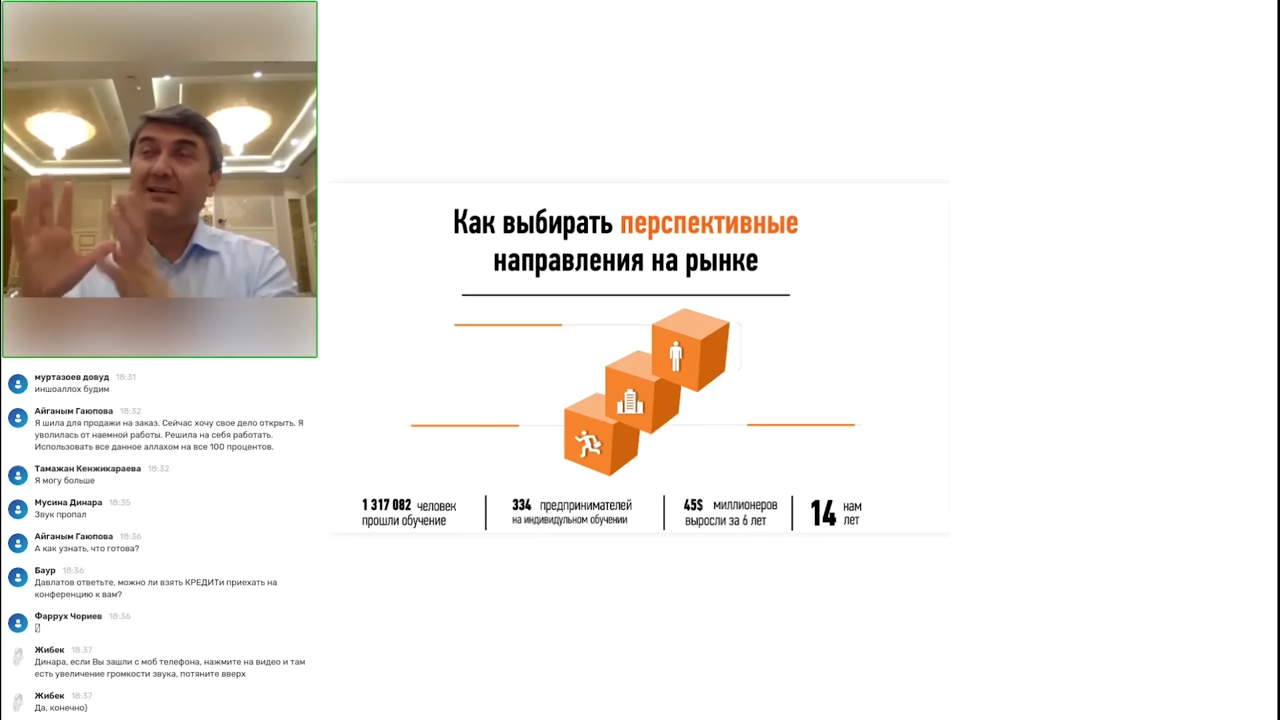 муртазоев довуд 18:31
иншоаллох будим
Айганым Гаюпова 18:32
Я шила для продажи на заказ. Сейчас хочу свое дело открыть. Я
уволилась от наемной работы. Решила на себя работать.
Использовать все данное аллахом на все 100 процентов.
Тамажан Кенжикараева 18:32
Я могу больше
Мусина Динара 18:35
Звук пропал
Айганым Гаюпова 18:36
А как узнать, что готова?
Баур 18:36
Давлатов ответьте, можно ли взять КРЕДИТи приехать на
конференцию к вам?
Фаррух Чориев 18:36
Жибек 18:37
Динара, если Вы зашли с моб телефона, нажмите на видео и там
есть увеличение громкости звука, потяните вверх
Жибек 18:37
Да, конечно)
Как выбирать перспективные
направления на рынке
1 317 082 человек
прошли обучение
334 предпринимателей
на индивидульном обучении
45$ миллионеров
выросли за 6 лет
14 нам
лет